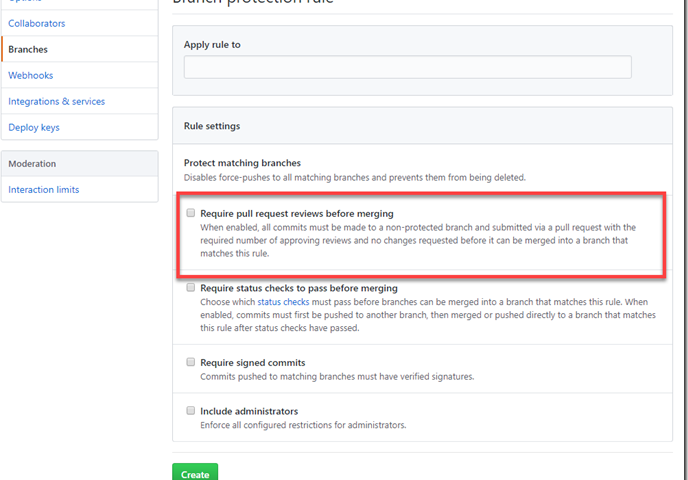 Options
Branch protection rule
Collaborators
Branches
Webhooks
Integrations & services
Deploy keys
Moderation
Interaction limits
Apply rule to
Rule settings
Protect matching branches
Disables force-pushes to all matching branches and prevents them from being deleted.
Require pull request reviews before merging
When enabled, all commits must be made to a non-protected branch and submitted via a pull request with the
required number of approving reviews and no changes requested before it can be merged into a branch that
matches this rule.
Require status checks to pass before merging
Choose which status checks must pass before branches can be merged into a branch that matches this rule. When
enabled, commits must first be pushed to another branch, then merged or pushed directly to a branch that matches
this rule after status checks have passed.
Require signed commits
Commits pushed to matching branches must have verified signatures.
Include administrators
Enforce all configured restrictions for administrators.
Create